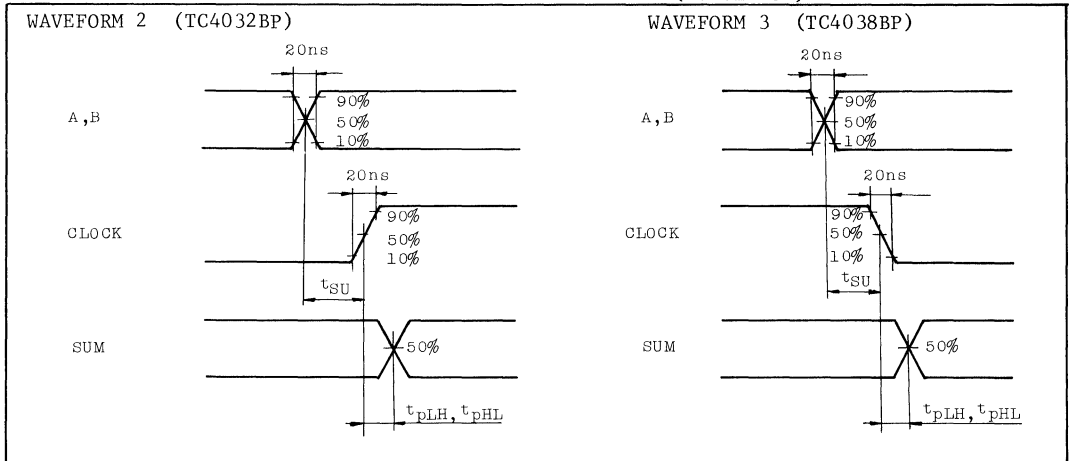 WAVEFORM 2 (TC4032BP)
20ns
A,B
90%
50%
10%
20ns
CLOCK
90%
50%
10%
tSU
SUM
50%
tpLH,tpHL
WAVEFORM 3 (TC4038BP)
20ns
A,B
90%
50%
10%
20ns
CLOCK
90%
50%
10%
tSU
SUM
50%
tpLH,tpHL